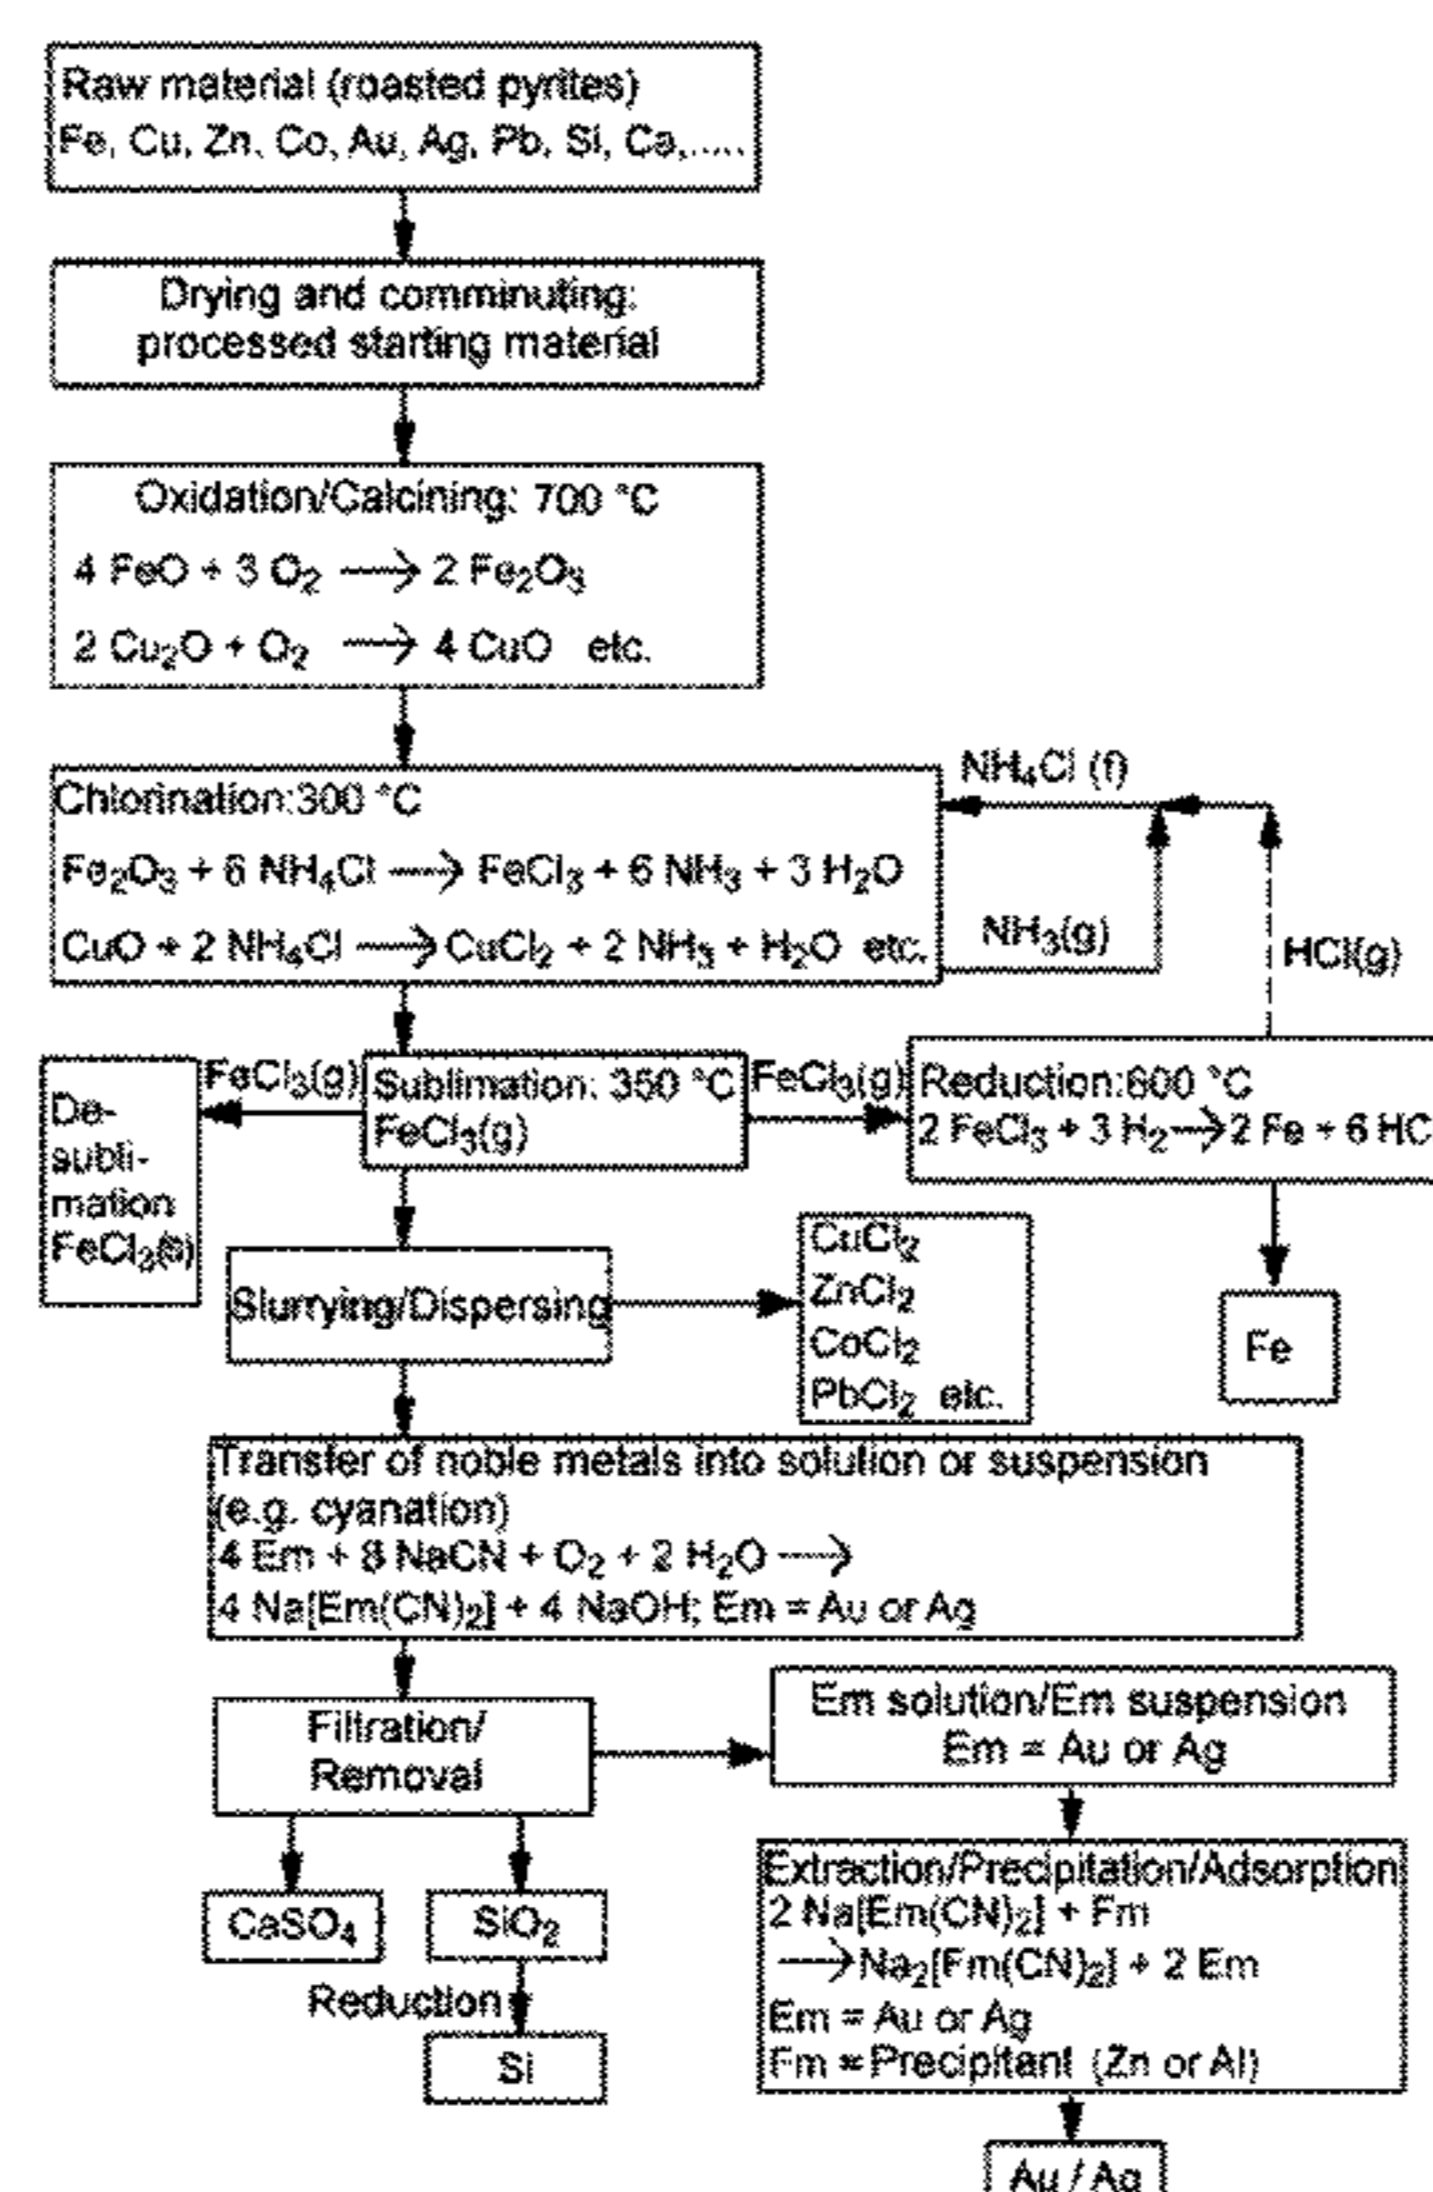 Raw material (roasted pyrites)
Fe, Cu, Zn, Co, Au, Ag, Pb, Si, Ca,.....
Drying and comminuting:
processed starting material
Oxidation/Calcining: 700 °C
4 FeO + 3 O₂ ⟶ 2 Fe₂O₃
2 Cu₂O + O₂ ⟶ 4 CuO etc.
Chlorination:300 °C
Fe₂O₃ + 6 NH₄Cl ⟶ FeCl₃ + 6 NH₃ + 3 H₂O
CuO + 2 NH₄Cl ⟶ CuCl₂ + 2 NH₃ + H₂O etc.
NH₄Cl (f)
NH₃(g)
HCl(g)
De-
subli-
mation
FeCl₃(s)
FeCl₃(g)
Sublimation: 350 °C
FeCl₃(g)
FeCl₃(g)
Reduction:600 °C
2 FeCl₃ + 3 H₂⟶2 Fe + 6 HC
Slurrying/Dispersing
CuCl₂
ZnCl₂
CoCl₂
PbCl₂ etc.
Fe
Transfer of noble metals into solution or suspension
(e.g. cyanation)
4 Em + 8 NaCN + O₂ + 2 H₂O ⟶
4 Na[Em(CN)₂] + 4 NaOH; Em = Au or Ag
Filtration/
Removal
Em solution/Em suspension
Em = Au or Ag
CaSO₄
SiO₂
Reduction
Si
Extraction/Precipitation/Adsorption
2 Na[Em(CN)₂] + Fm
⟶Na₂[Fm(CN)₂] + 2 Em
Em = Au or Ag
Fm = Precipitant (Zn or Al)
Au / Ag